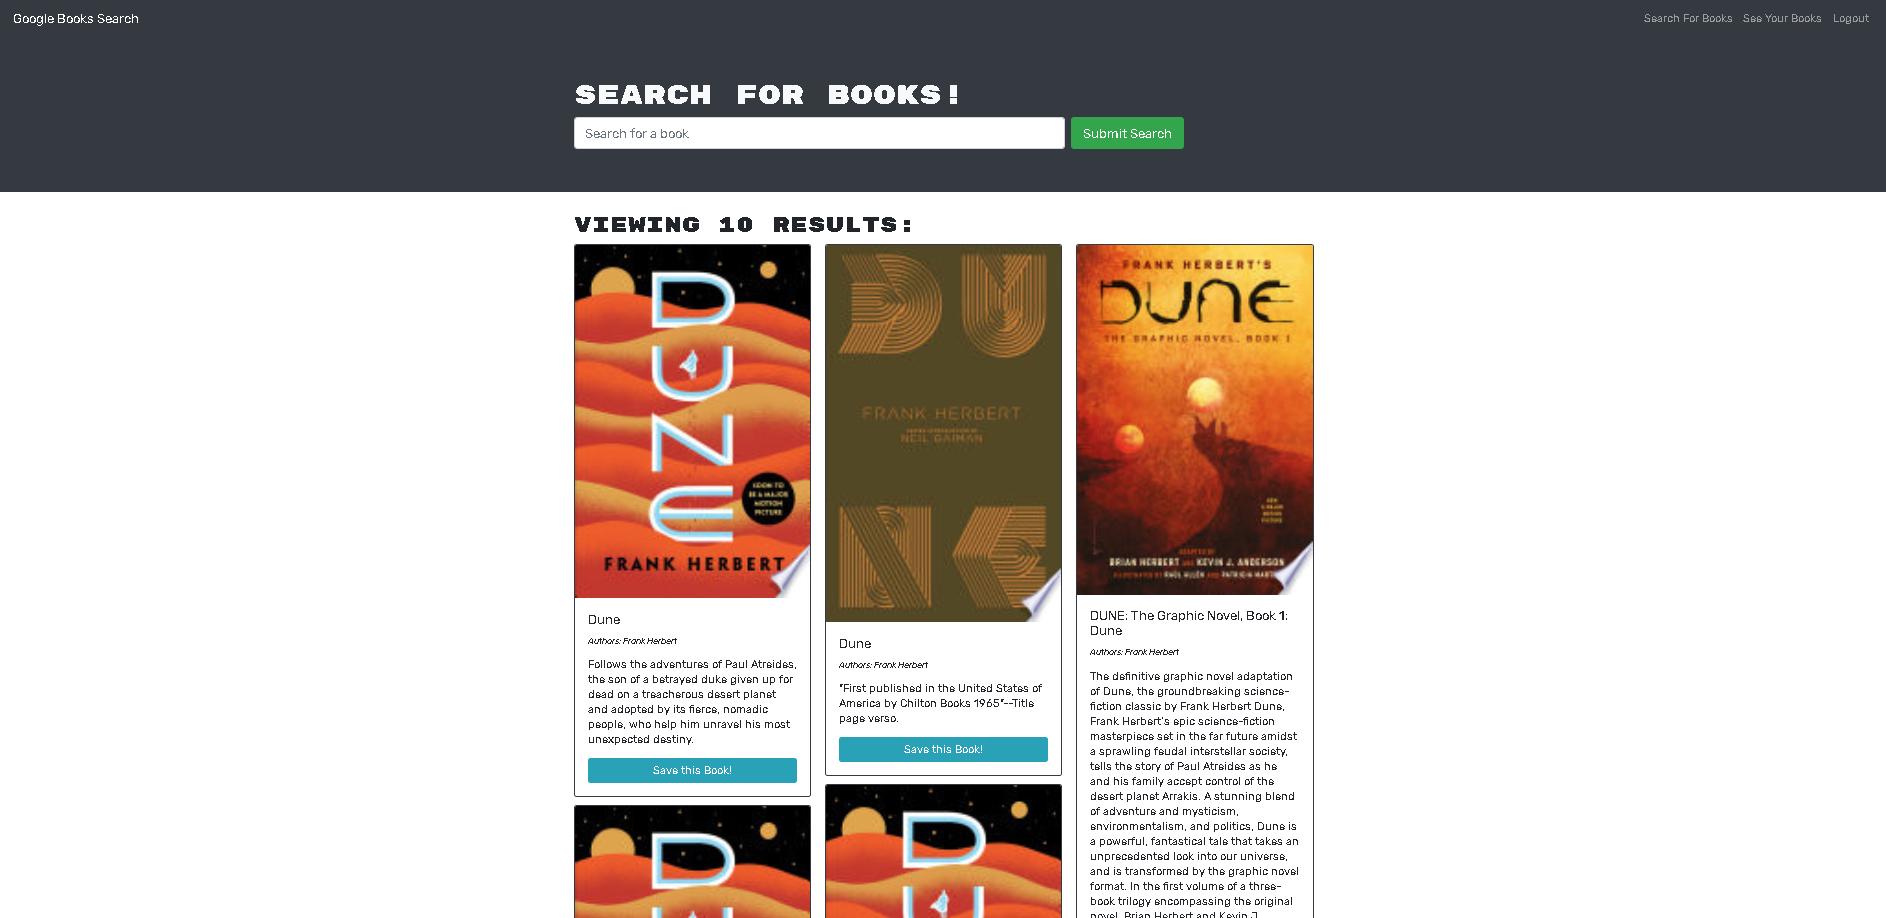 Google Books Search
Search For Books
See Your Books
Logout
SEARCH FOR BOOKS!
Search for a book
Submit Search
VIEWING 10 RESULTS:
DUNE
SOON TO
BE A MAJOR
MOTION
PICTURE
FRANK HERBERT
Dune
Authors: Frank Herbert
Follows the adventures of Paul Atreides,
the son of a betrayed duke given up for
dead on a treacherous desert planet
and adopted by its fierce, nomadic
people, who help him unravel his most
unexpected destiny.
Save this Book!
DU
FRANK HERBERT
NEIL GAIMAN
NE
Dune
Authors: Frank Herbert
"First published in the United States of
America by Chilton Books 1965"--Title
page verso.
Save this Book!
FRANK HERBERT'S
DUNE
THE GRAPHIC NOVEL, BOOK 1
ADAPTED BY
BRIAN HERBERT AND KEVIN J. ANDERSON
ILLUSTRATED BY RAÚL ALLÉN AND PATRICIA
DUNE: The Graphic Novel, Book 1:
Dune
Authors: Frank Herbert
The definitive graphic novel adaptation
of Dune, the groundbreaking science-
fiction classic by Frank Herbert Dune,
Frank Herbert's epic science-fiction
masterpiece set in the far future amidst
a sprawling feudal interstellar society,
tells the story of Paul Atreides as he
and his family accept control of the
desert planet Arrakis. A stunning blend
of adventure and mysticism,
environmentalism, and politics, Dune is
a powerful, fantastical tale that takes an
unprecedented look into our universe,
and is transformed by the graphic novel
format. In the first volume of a three-
book trilogy encompassing the original
novel, Brian Herbert and Kevin J.
DU
DU